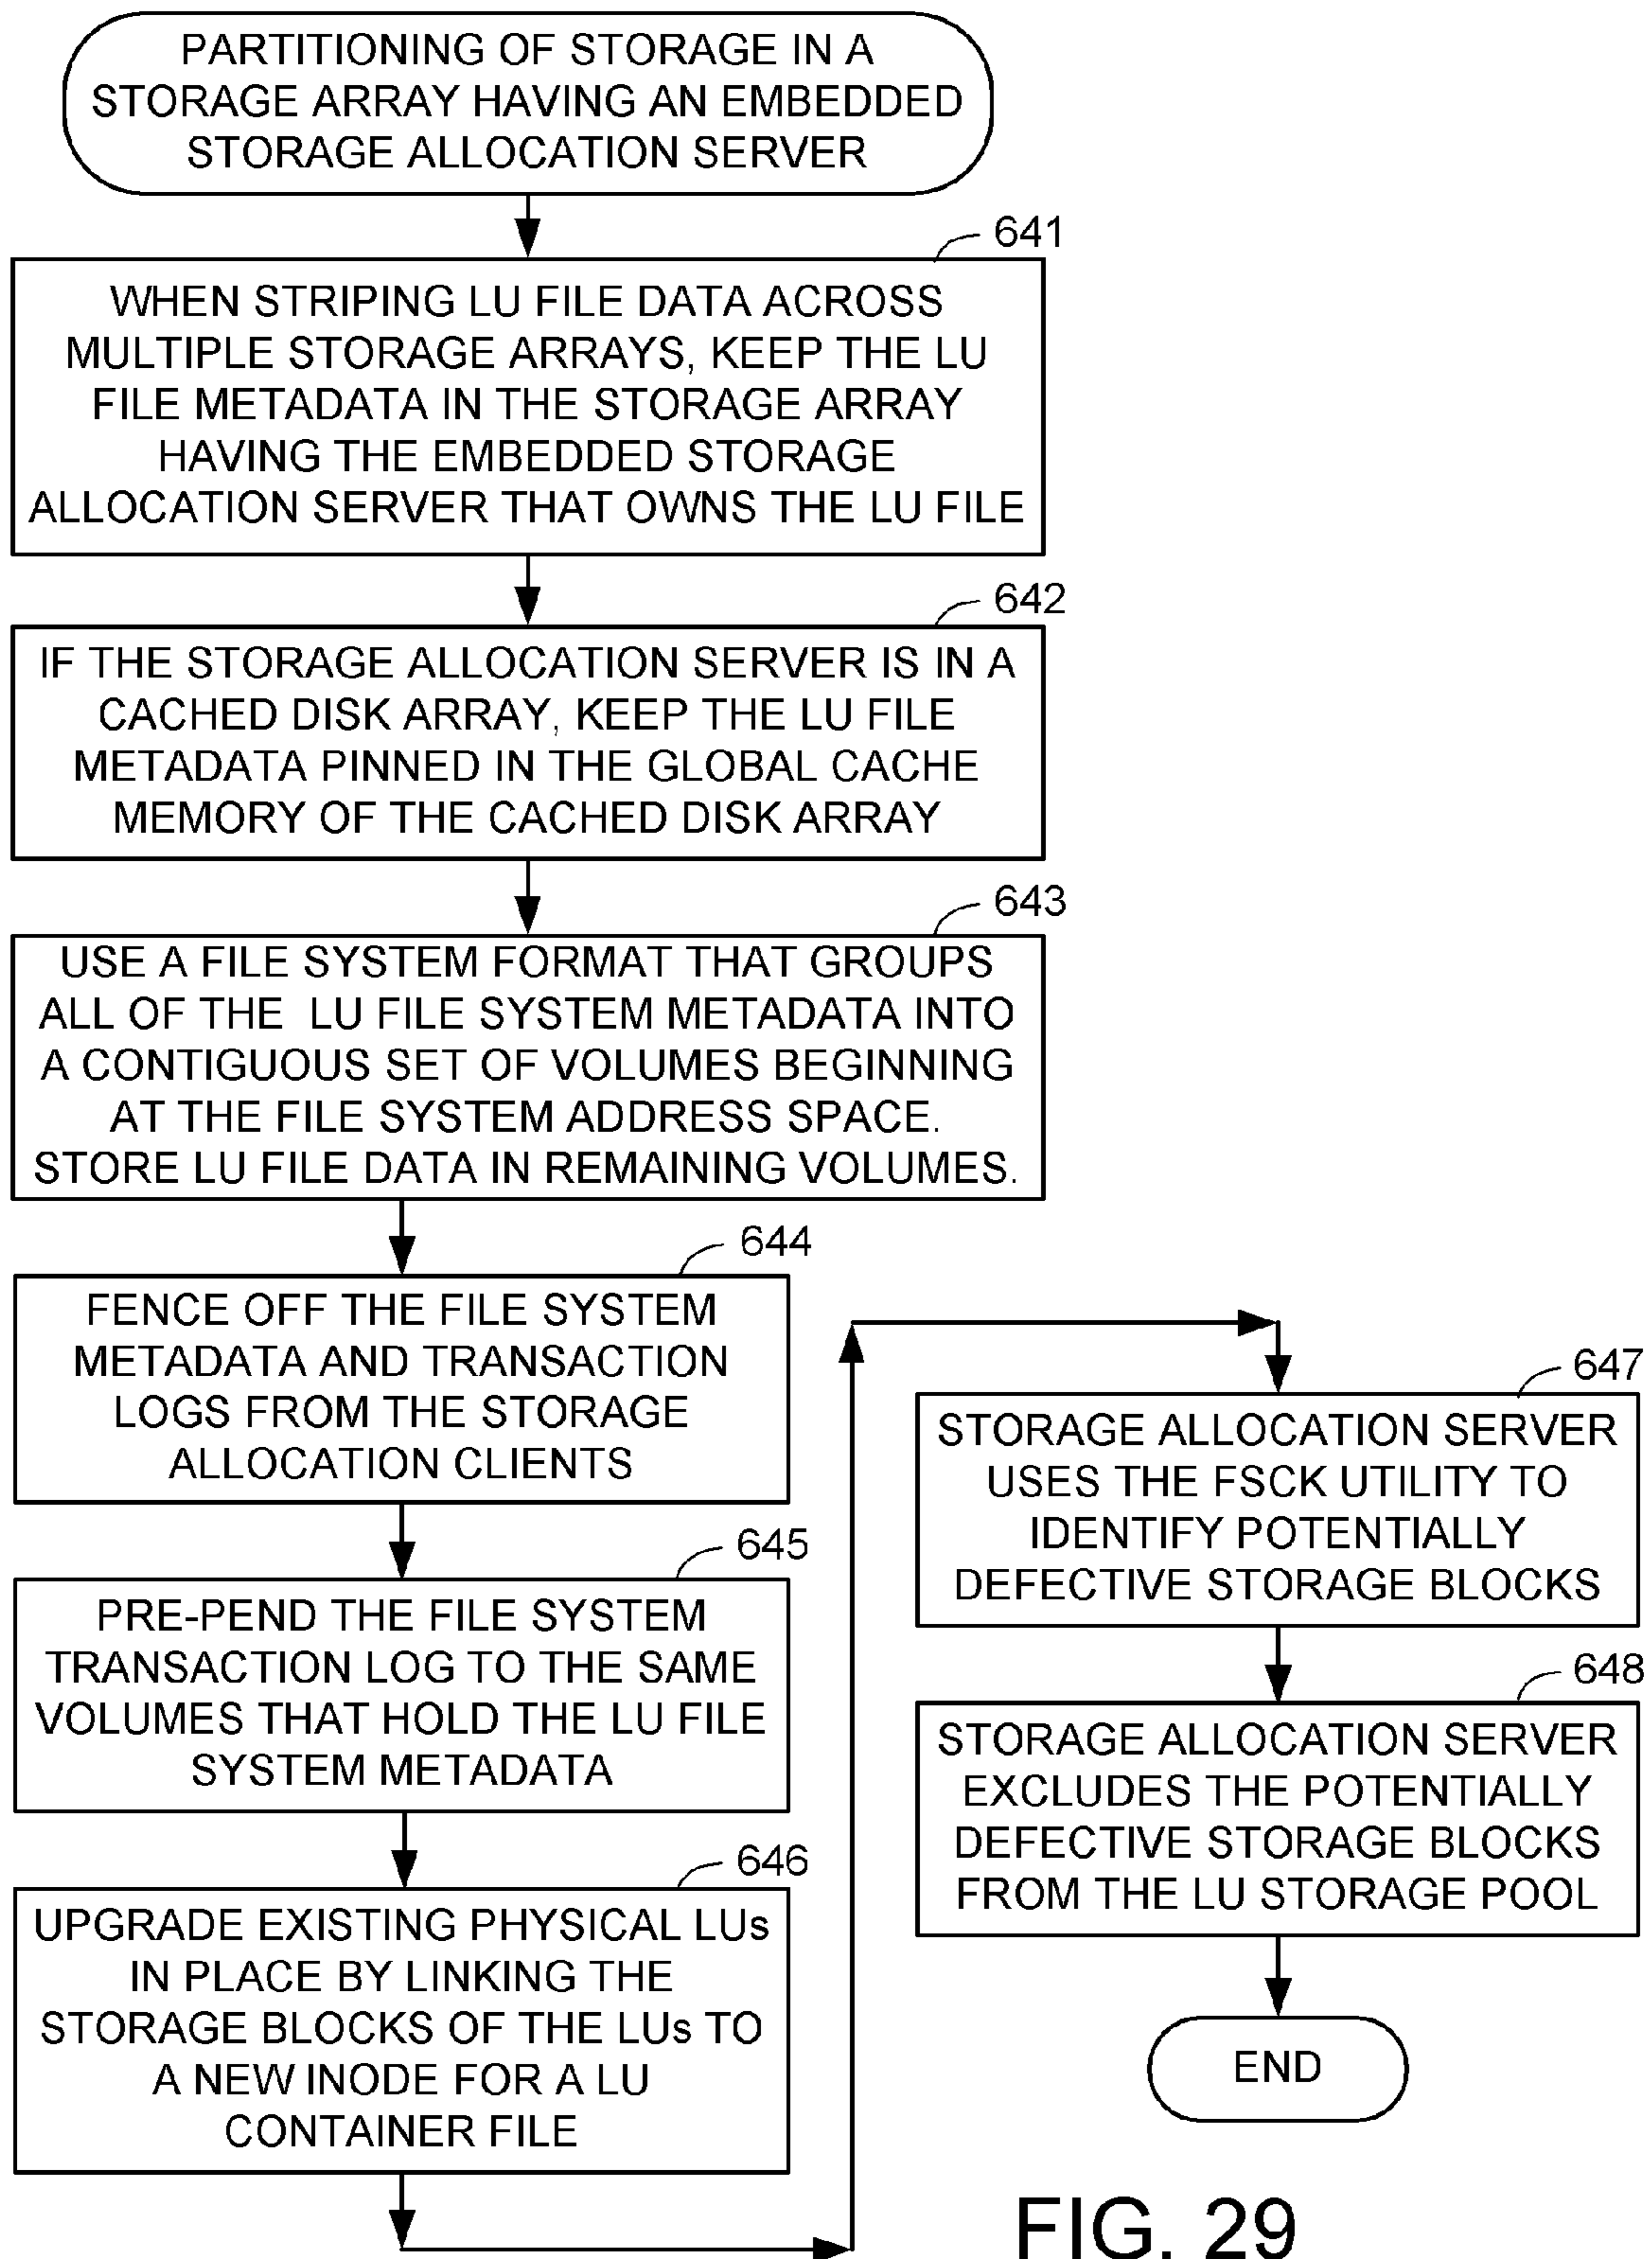 PARTITIONING OF STORAGE IN A
STORAGE ARRAY HAVING AN EMBEDDED
STORAGE ALLOCATION SERVER
641
WHEN STRIPING LU FILE DATA ACROSS
MULTIPLE STORAGE ARRAYS, KEEP THE LU
FILE METADATA IN THE STORAGE ARRAY
HAVING THE EMBEDDED STORAGE
ALLOCATION SERVER THAT OWNS THE LU FILE
642
IF THE STORAGE ALLOCATION SERVER IS IN A
CACHED DISK ARRAY, KEEP THE LU FILE
METADATA PINNED IN THE GLOBAL CACHE
MEMORY OF THE CACHED DISK ARRAY
643
USE A FILE SYSTEM FORMAT THAT GROUPS
ALL OF THE LU FILE SYSTEM METADATA INTO
A CONTIGUOUS SET OF VOLUMES BEGINNING
AT THE FILE SYSTEM ADDRESS SPACE.
STORE LU FILE DATA IN REMAINING VOLUMES.
644
FENCE OFF THE FILE SYSTEM
METADATA AND TRANSACTION
LOGS FROM THE STORAGE
ALLOCATION CLIENTS
645
PRE-PEND THE FILE SYSTEM
TRANSACTION LOG TO THE SAME
VOLUMES THAT HOLD THE LU FILE
SYSTEM METADATA
646
UPGRADE EXISTING PHYSICAL LUs
IN PLACE BY LINKING THE
STORAGE BLOCKS OF THE LUs TO
A NEW INODE FOR A LU
CONTAINER FILE
647
STORAGE ALLOCATION SERVER
USES THE FSCK UTILITY TO
IDENTIFY POTENTIALLY
DEFECTIVE STORAGE BLOCKS
648
STORAGE ALLOCATION SERVER
EXCLUDES THE POTENTIALLY
DEFECTIVE STORAGE BLOCKS
FROM THE LU STORAGE POOL
END
FIG. 29